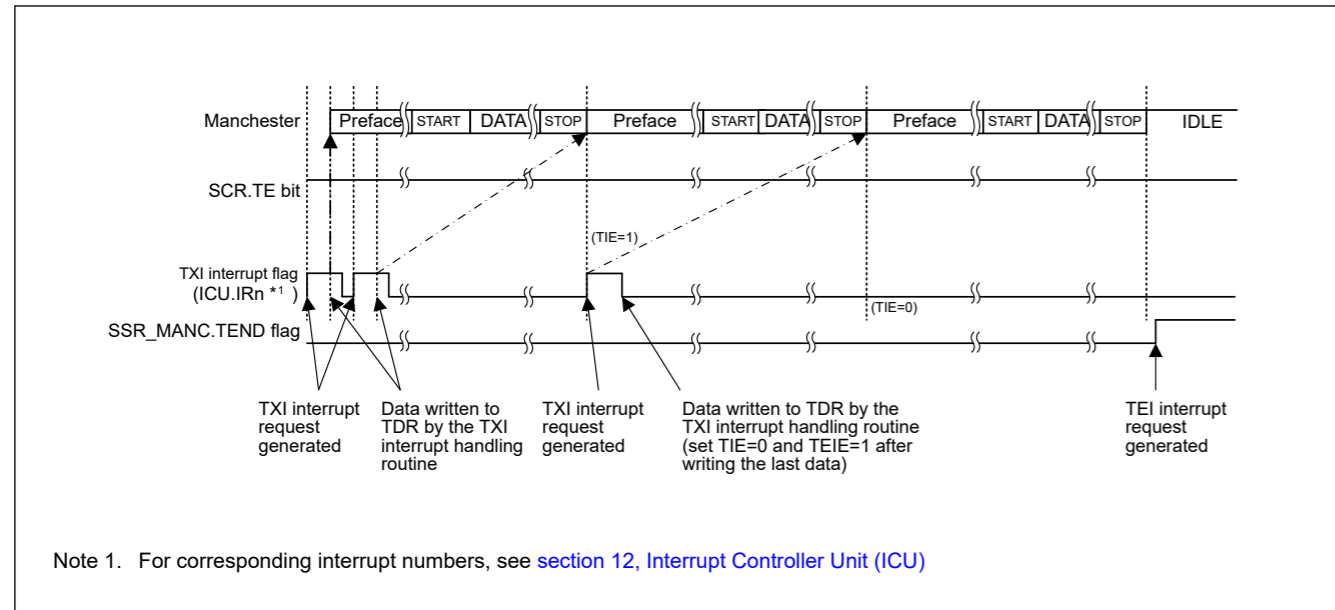 Manchester Preface START DATA STOP Preface START DATA STOP Preface START DATA STOP IDLE
SCR.TE bit
(TIE=1)
TXI interrupt flag
(ICU.IRn *1 )
(TIE=0)
SSR_MANC.TEND flag
TXI interrupt
request
generated
Data written to
TDR by the TXI
interrupt handling
routine
TXI interrupt
request
generated
Data written to TDR by the
TXI interrupt handling routine
(set TIE=0 and TEIE=1 after
writing the last data)
TEI interrupt
request
generated
Note 1. For corresponding interrupt numbers, see section 12, Interrupt Controller Unit (ICU)